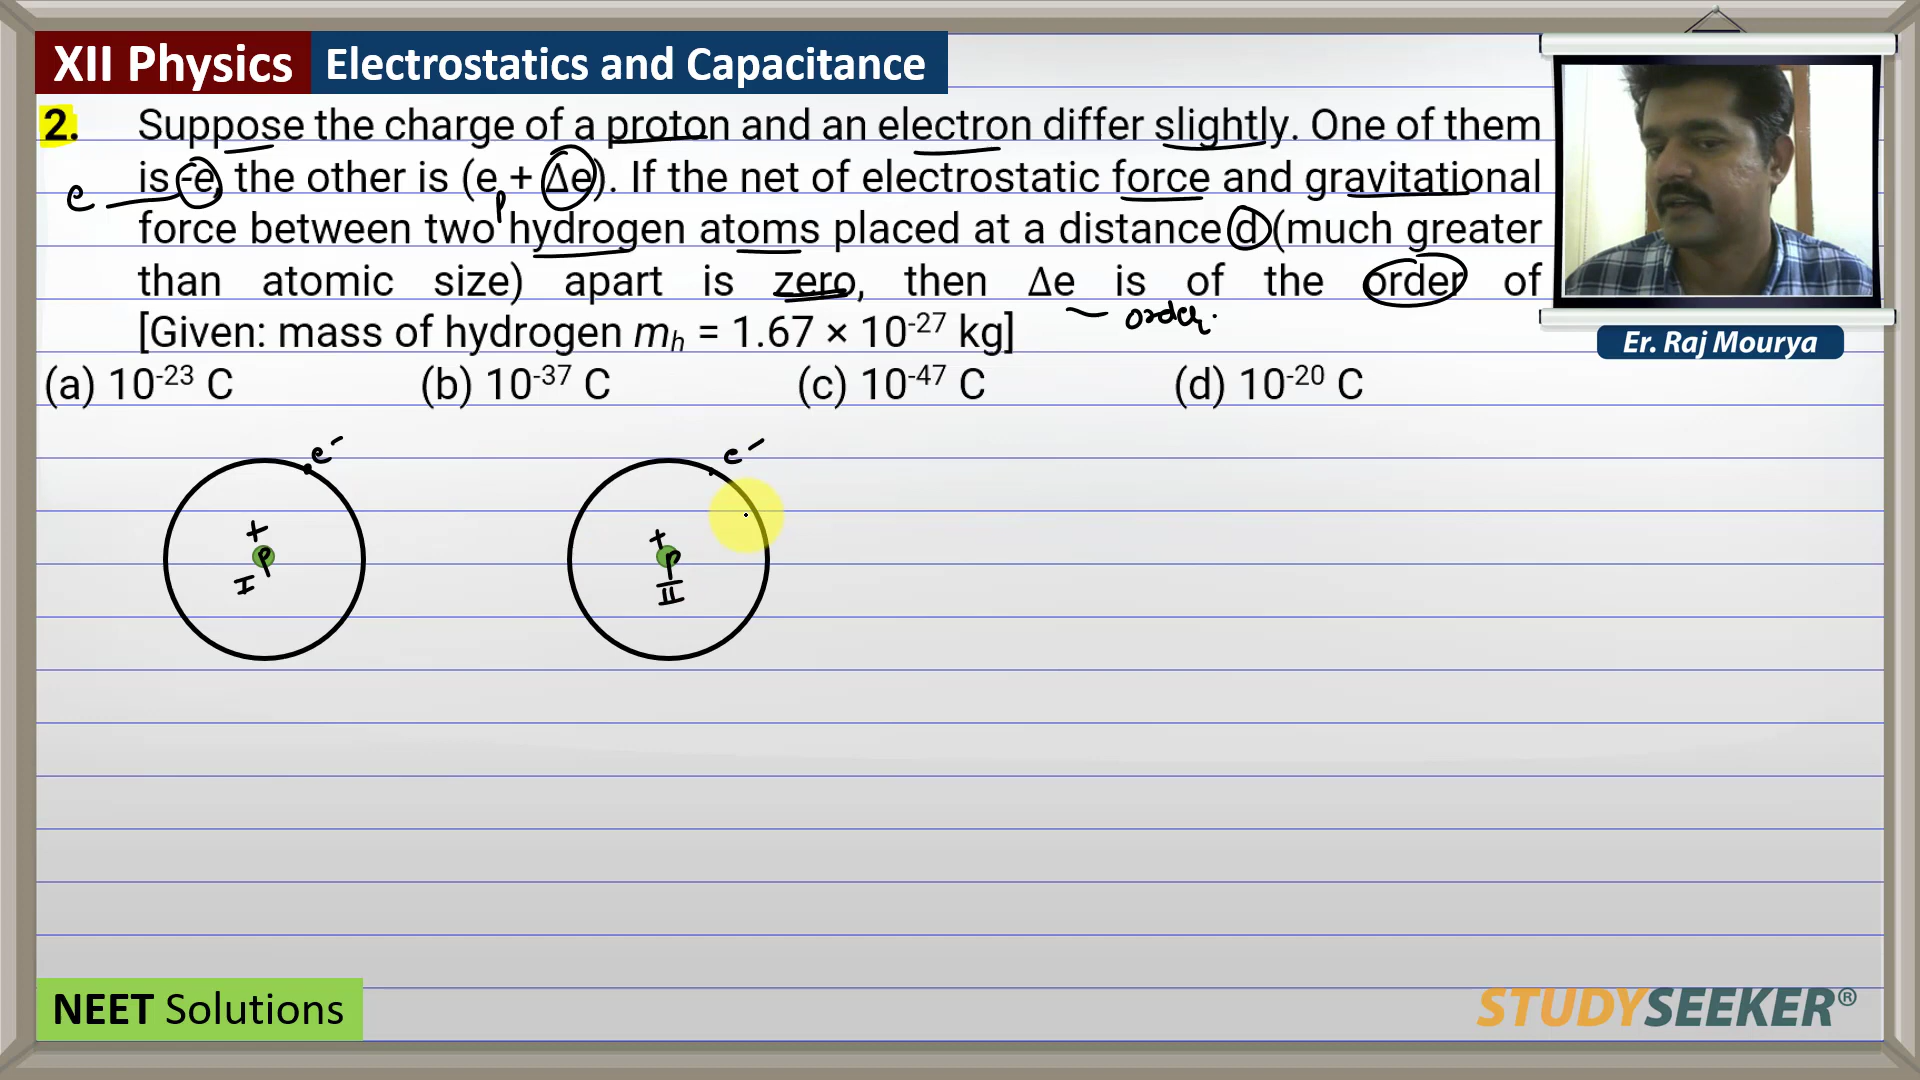 XII Physics Electrostatics and Capacitance
2. Suppose the charge of a proton and an electron differ slightly. One of them
is -e, the other is (e + Δe). If the net of electrostatic force and gravitational
e p
force between two hydrogen atoms placed at a distance d (much greater
than atomic size) apart is zero, then Δe is of the order of
order.
[Given: mass of hydrogen mₕ = 1.67 × 10⁻²⁷ kg]
(a) 10⁻²³ C (b) 10⁻³⁷ C (c) 10⁻⁴⁷ C (d) 10⁻²⁰ C
Er. Raj Mourya
e⁻ e⁻
+ +
p p
I II
NEET Solutions
STUDYSEEKER®